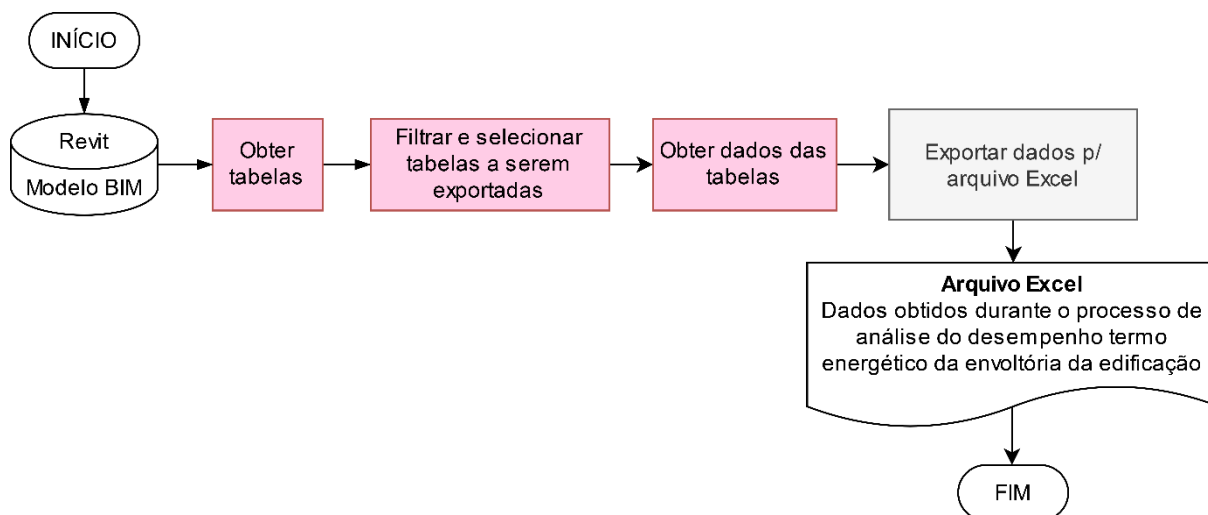 INÍCIO
Revit
Modelo BIM
Obter
tabelas
Filtrar e selecionar
tabelas a serem
exportadas
Obter dados das
tabelas
Exportar dados p/
arquivo Excel
Arquivo Excel
Dados obtidos durante o processo de
análise do desempenho termo
energético da envoltória da edificação
FIM